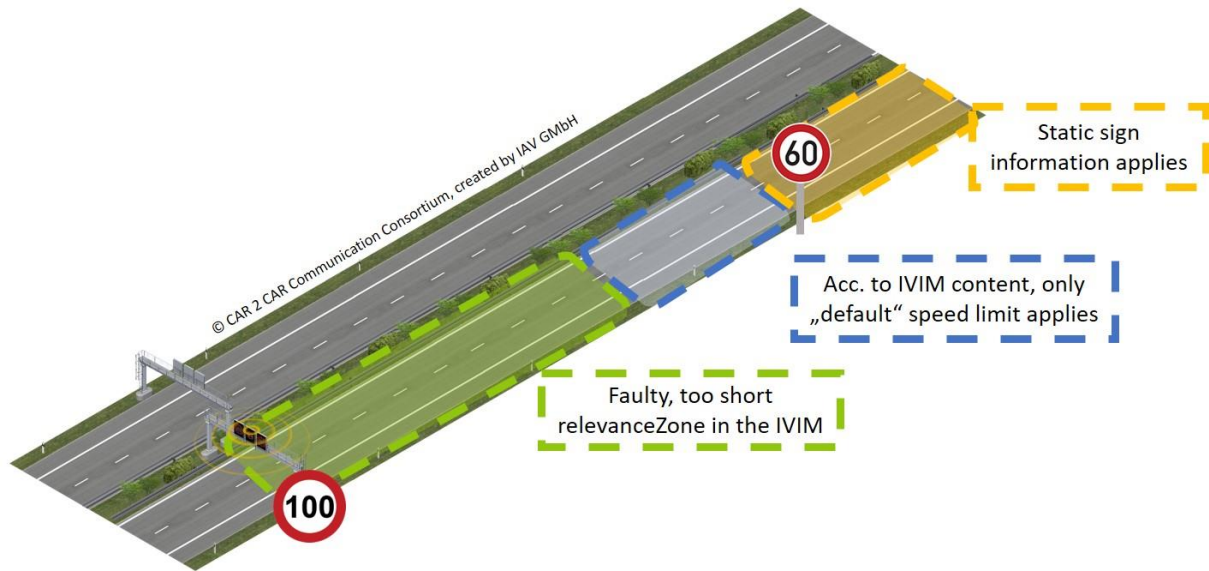 © CAR 2 CAR Communication Consortium, created by IAV GMbH
60
Static sign
information applies
Acc. to IVIM content, only
„default“ speed limit applies
Faulty, too short
relevanceZone in the IVIM
100